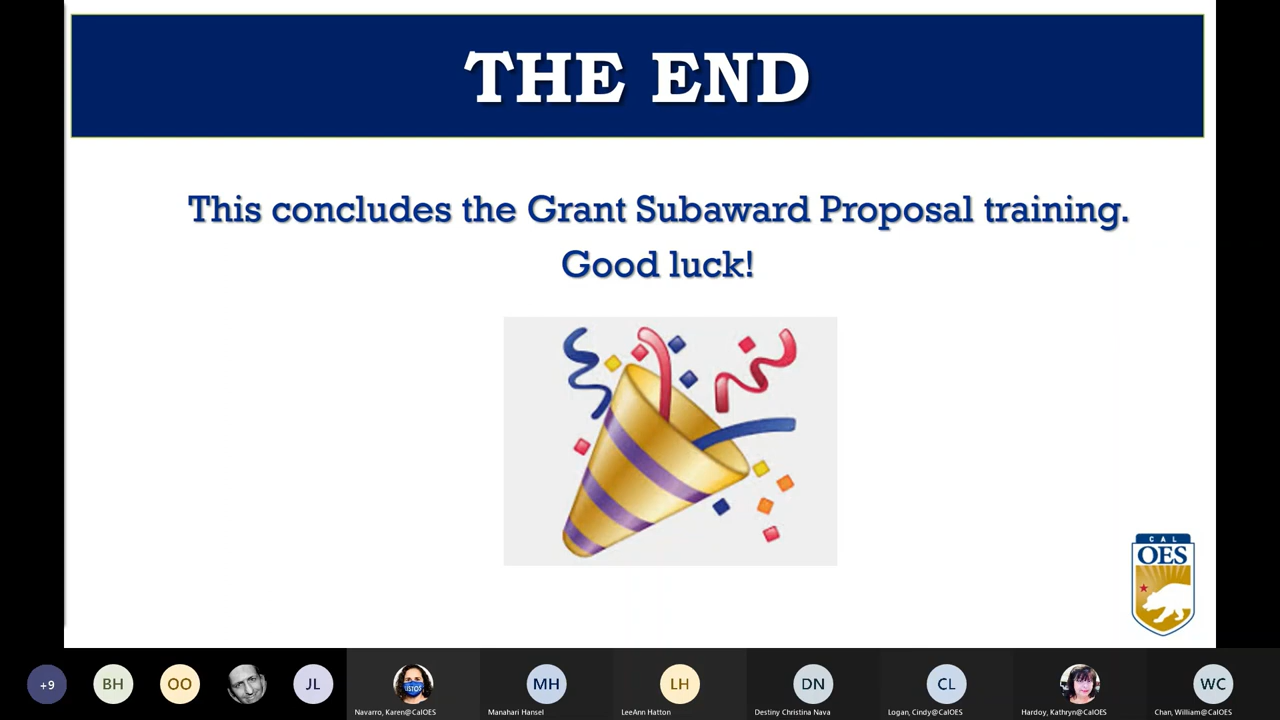 THE END
This concludes the Grant Subaward Proposal training.
Good luck!
CAL
OES
+9
BH
OO
JL
Navarro, Karen@CalOES
MH
Manahari Hansel
LH
LeeAnn Hatton
DN
Destiny Christina Nava
CL
Logan, Cindy@CalOES
Hardoy, Kathryn@CalOES
WC
Chan, William@CalOES